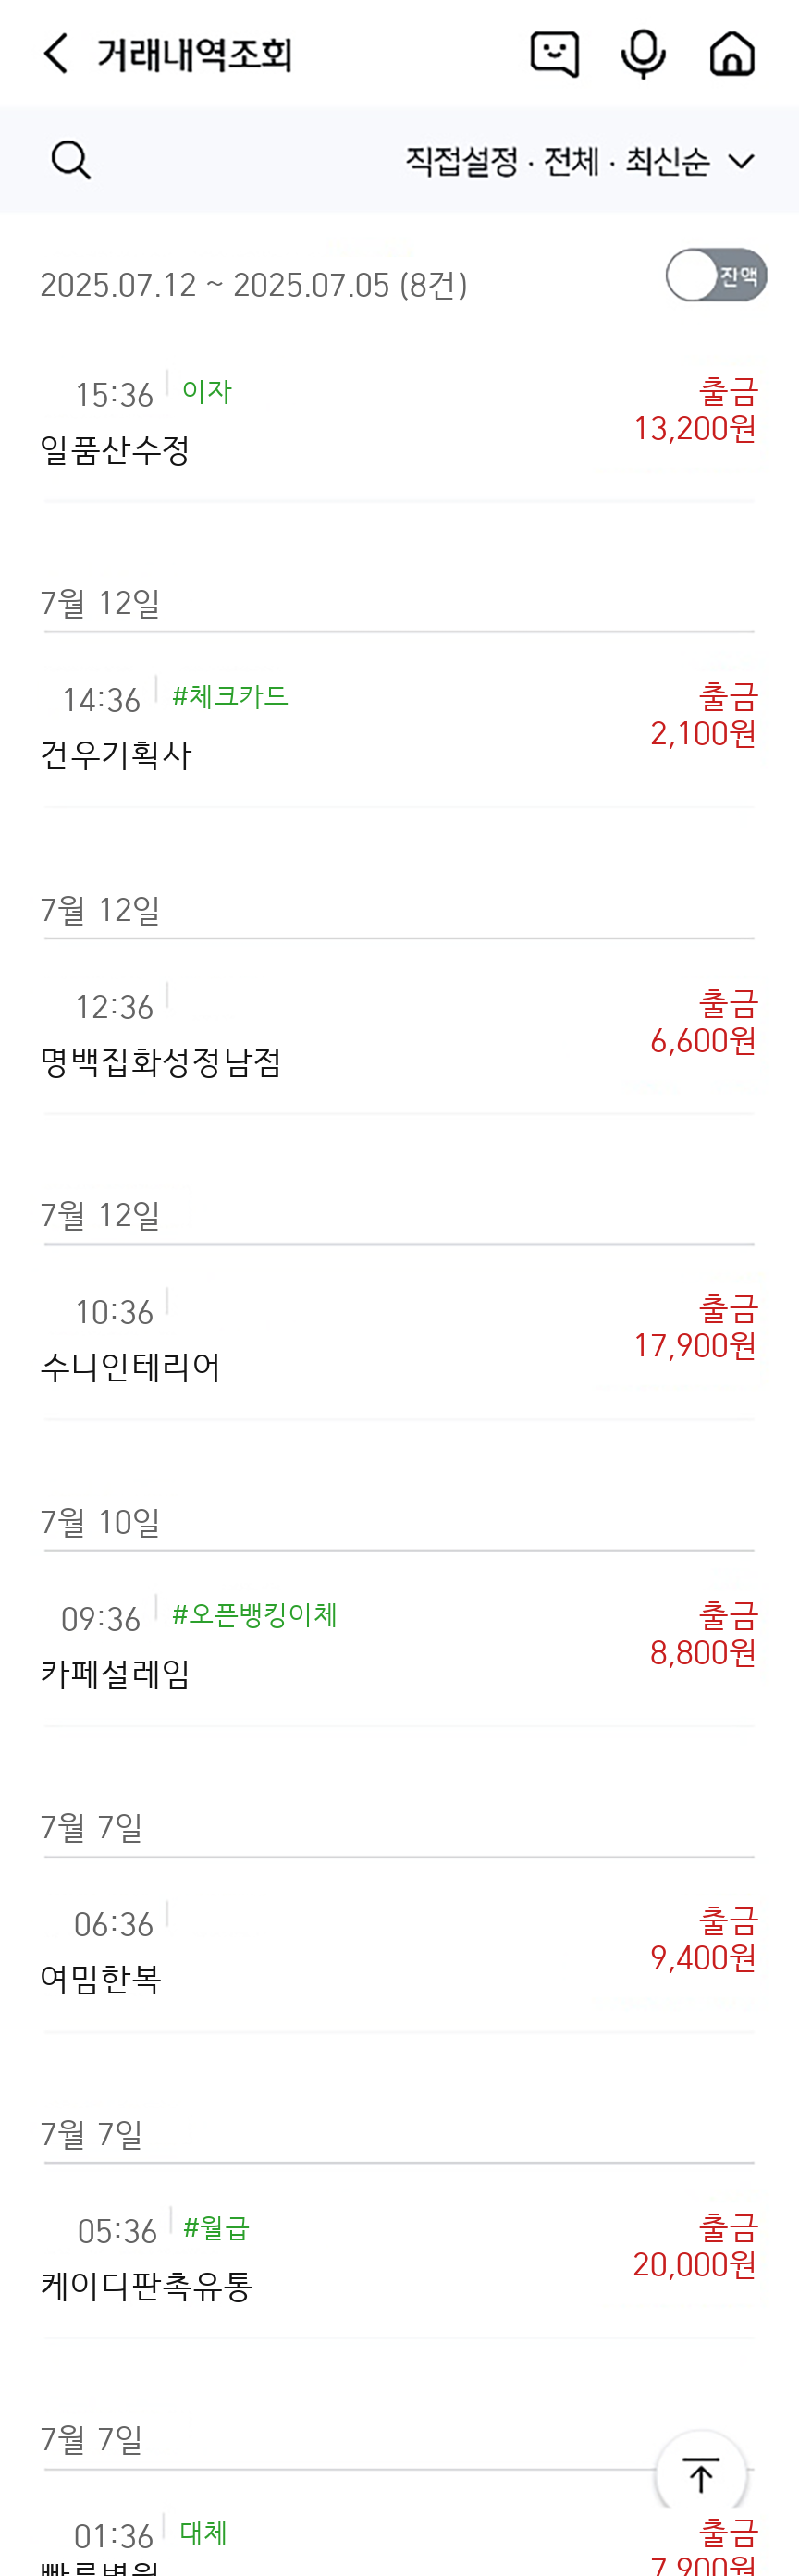 거래내역조회
직접설정 · 전체 · 최신순
2025.07.12 ~ 2025.07.05 (8건)
잔액
15:36 이자
출금
일품산수정
13,200원
7월 12일
14:36 #체크카드
출금
건우기획사
2,100원
7월 12일
12:36
출금
명백집화성정남점
6,600원
7월 12일
10:36
출금
수니인테리어
17,900원
7월 10일
09:36 #오픈뱅킹이체
출금
카페설레임
8,800원
7월 7일
06:36
출금
여밈한복
9,400원
7월 7일
05:36 #월급
출금
케이디판촉유통
20,000원
7월 7일
01:36 대체
출금
7,900원